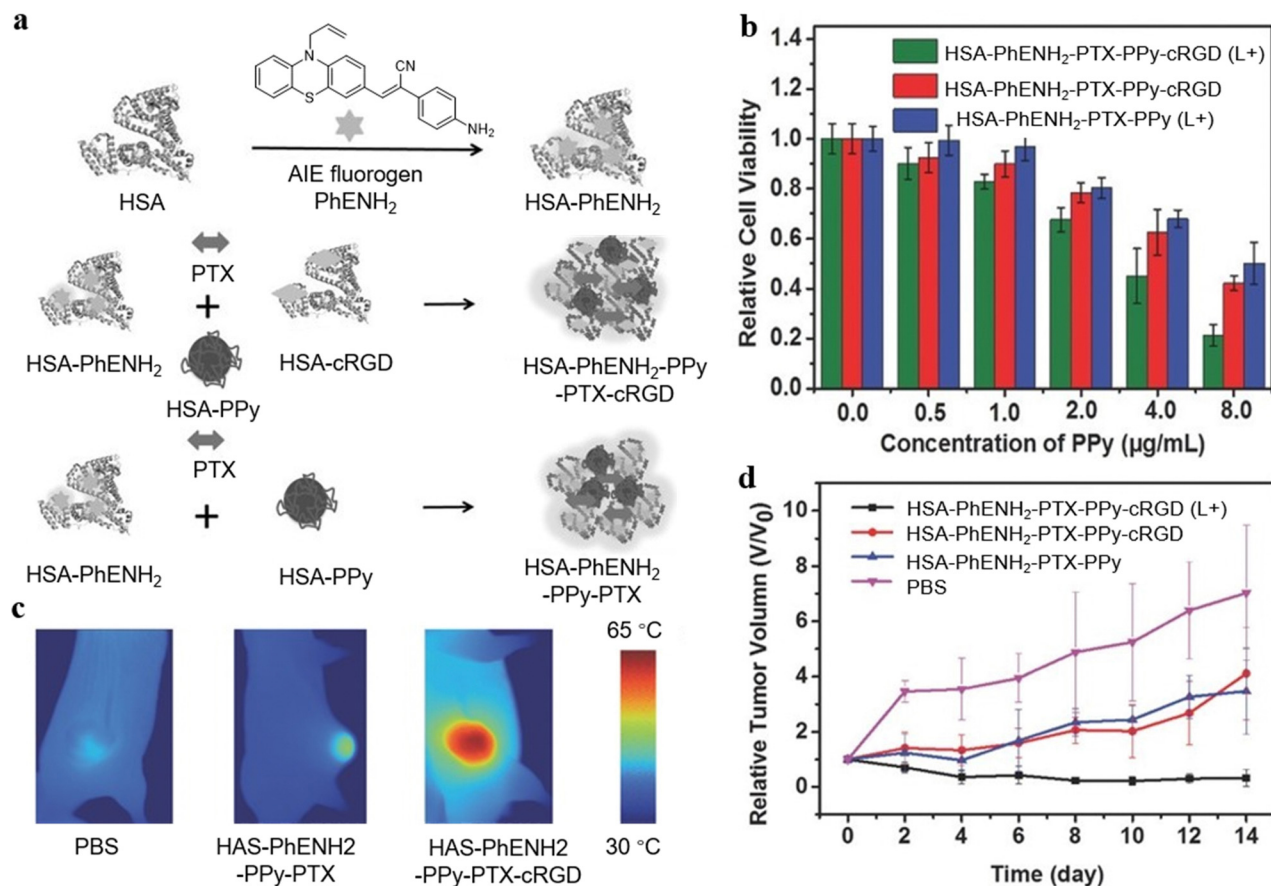 a
N
S
CN
NH₂
HSA
AIE fluorogen
PhENH₂
HSA-PhENH₂
PTX
+
HSA-PhENH₂
HSA-cRGD
HSA-PPy
HSA-PhENH₂-PPy
-PTX-cRGD
PTX
+
HSA-PhENH₂
HSA-PPy
HSA-PhENH₂
-PPy-PTX
b
1.4
1.2
1.0
0.8
0.6
0.4
0.2
0.0
Relative Cell Viability
HSA-PhENH₂-PTX-PPy-cRGD (L+)
HSA-PhENH₂-PTX-PPy-cRGD
HSA-PhENH₂-PTX-PPy (L+)
0.0 0.5 1.0 2.0 4.0 8.0
Concentration of PPy (µg/mL)
c
65 °C
30 °C
PBS
HAS-PhENH2
-PPy-PTX
HAS-PhENH2
-PPy-PTX-cRGD
d
10
8
6
4
2
0
Relative Tumor Volumn (V/V₀)
HSA-PhENH₂-PTX-PPy-cRGD (L+)
HSA-PhENH₂-PTX-PPy-cRGD
HSA-PhENH₂-PTX-PPy
PBS
0 2 4 6 8 10 12 14
Time (day)